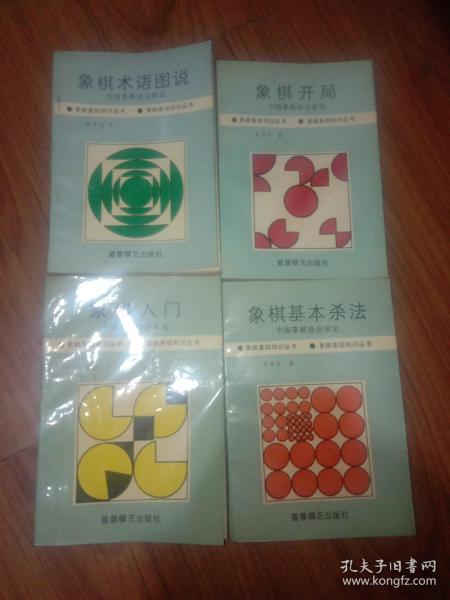 象棋术语图说
中国象棋协会审定
●象棋基础知识丛书 ●象棋基础知识丛书
蜀蓉棋艺出版社
象棋开局
中国象棋协会审定
●象棋基础知识丛书 ●象棋基础知识丛书
著
蜀蓉棋艺出版社
象棋入门
审定
象棋基础知识丛书 象棋基础知识丛书
蜀蓉棋艺出版社
象棋基本杀法
中国象棋协会审定
●象棋基础知识丛书 ●象棋基础知识丛书
著
蜀蓉棋艺出版社
孔夫子旧书网
www.kongfz.com